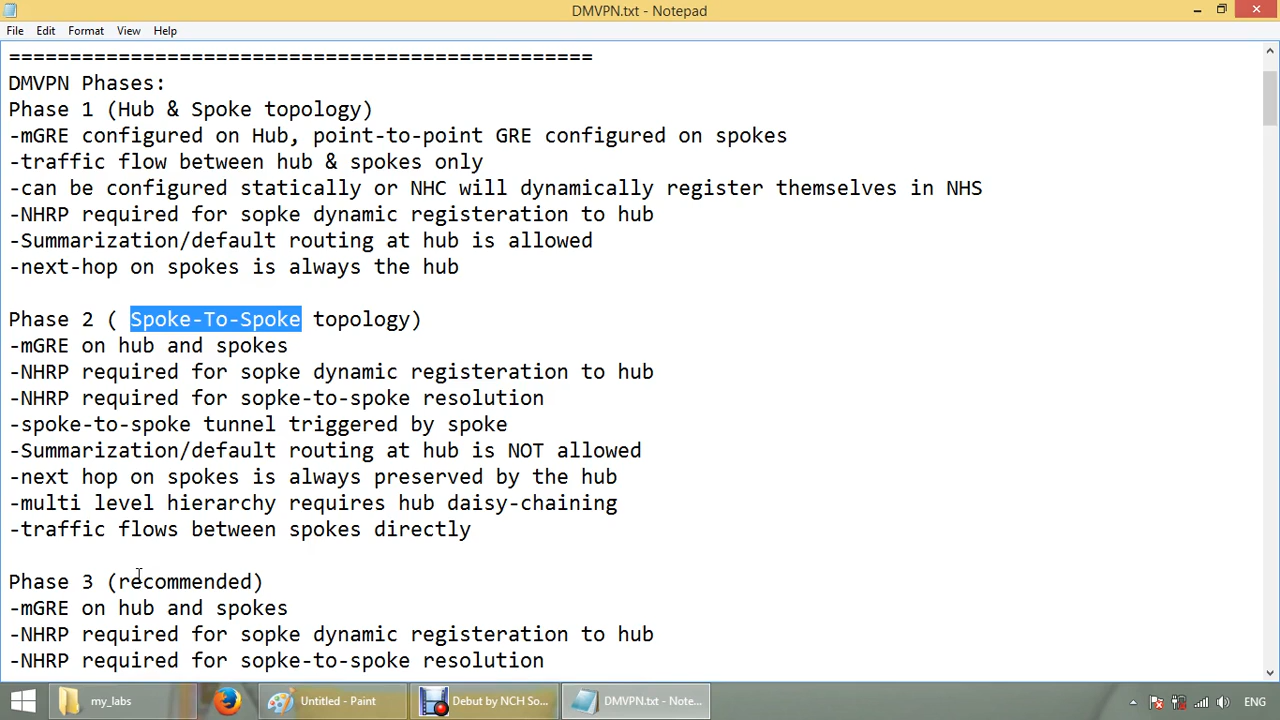 DMVPN.txt - Notepad
File Edit Format View Help
================================================
DMVPN Phases:
Phase 1 (Hub & Spoke topology)
-mGRE configured on Hub, point-to-point GRE configured on spokes
-traffic flow between hub & spokes only
-can be configured statically or NHC will dynamically register themselves in NHS
-NHRP required for sopke dynamic registeration to hub
-Summarization/default routing at hub is allowed
-next-hop on spokes is always the hub
Phase 2 ( Spoke-To-Spoke topology)
-mGRE on hub and spokes
-NHRP required for sopke dynamic registeration to hub
-NHRP required for sopke-to-spoke resolution
-spoke-to-spoke tunnel triggered by spoke
-Summarization/default routing at hub is NOT allowed
-next hop on spokes is always preserved by the hub
-multi level hierarchy requires hub daisy-chaining
-traffic flows between spokes directly
Phase 3 (recommended)
-mGRE on hub and spokes
-NHRP required for sopke dynamic registeration to hub
-NHRP required for sopke-to-spoke resolution
my_labs Untitled - Paint Debut by NCH So... DMVPN.txt - Note... ENG